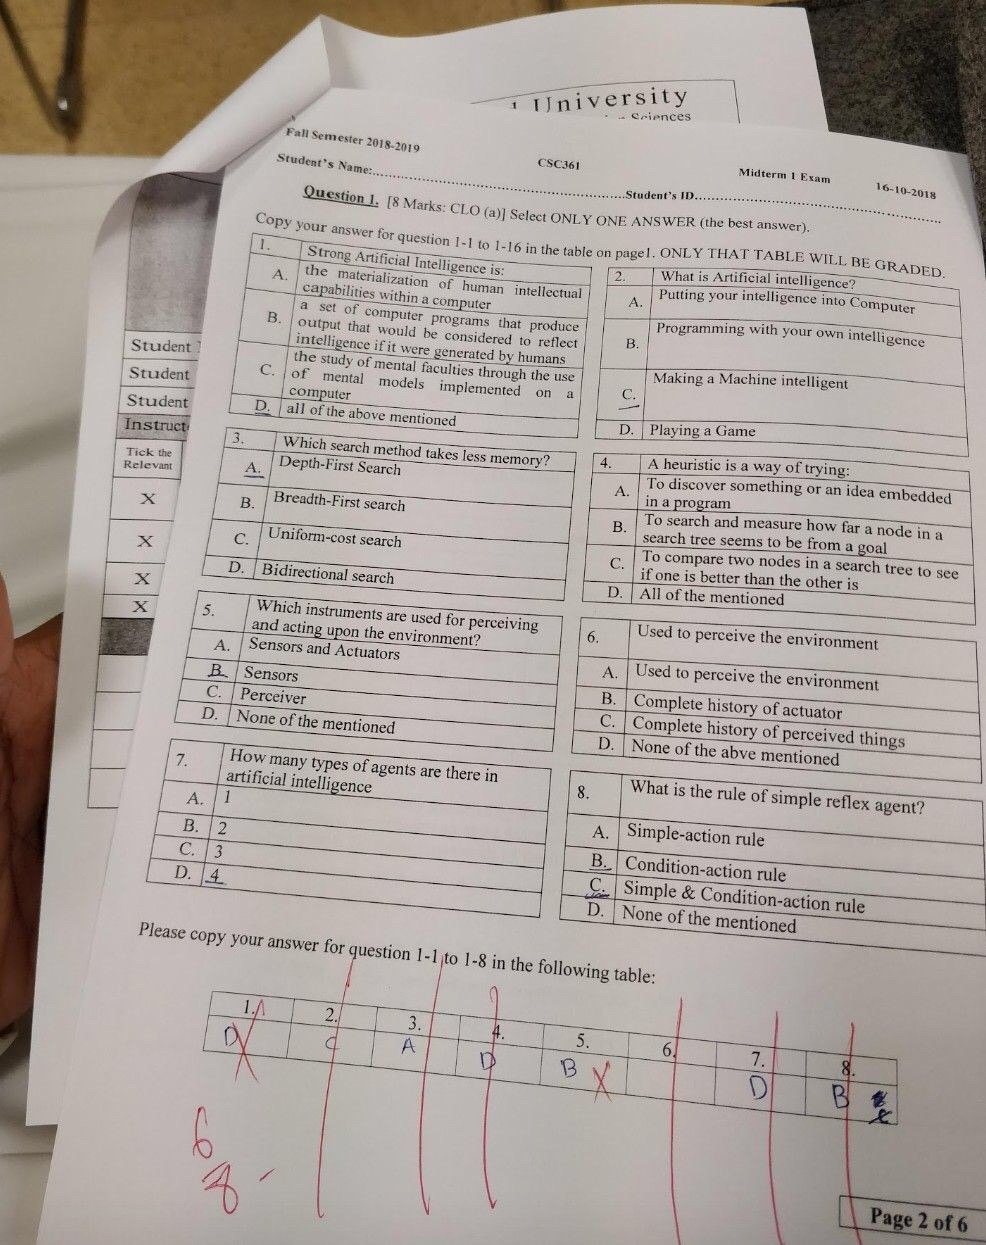 University
Sciences
Fall Semester 2018-2019
CSC361
Midterm 1 Exam
16-10-2018
Student's Name:..........Student's ID..........
Question 1. [8 Marks: CLO (a)] Select ONLY ONE ANSWER (the best answer).
Copy your answer for question 1-1 to 1-16 in the table on page1. ONLY THAT TABLE WILL BE GRADED.
1. Strong Artificial Intelligence is:
A. the materialization of human intellectual
capabilities within a computer
B. a set of computer programs that produce
output that would be considered to reflect
intelligence if it were generated by humans
C. the study of mental faculties through the use
of mental models implemented on a
computer
D. all of the above mentioned
2. What is Artificial intelligence?
A. Putting your intelligence into Computer
B. Programming with your own intelligence
C. Making a Machine intelligent
D. Playing a Game
3. Which search method takes less memory?
A. Depth-First Search
B. Breadth-First search
C. Uniform-cost search
D. Bidirectional search
4. A heuristic is a way of trying:
A. To discover something or an idea embedded
in a program
B. To search and measure how far a node in a
search tree seems to be from a goal
C. To compare two nodes in a search tree to see
if one is better than the other is
D. All of the mentioned
5. Which instruments are used for perceiving
and acting upon the environment?
A. Sensors and Actuators
B. Sensors
C. Perceiver
D. None of the mentioned
6. Used to perceive the environment
A. Used to perceive the environment
B. Complete history of actuator
C. Complete history of perceived things
D. None of the abve mentioned
7. How many types of agents are there in
artificial intelligence
A. 1
B. 2
C. 3
D. 4
8. What is the rule of simple reflex agent?
A. Simple-action rule
B. Condition-action rule
C. Simple & Condition-action rule
D. None of the mentioned
Please copy your answer for question 1-1 to 1-8 in the following table:
1. 2. 3. 4. 5. 6. 7. 8.
D C A D B D B
6
8
Page 2 of 6
Student
Student
Student
Instruct
Tick the
Relevant
X
X
X
X